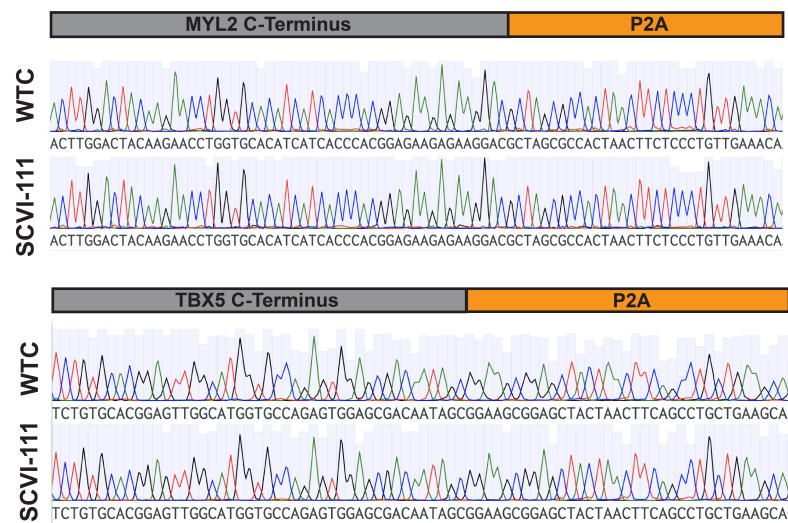 MYL2 C-Terminus P2A
WTC
ACTTGGACTACAAGAACCTGGTGCACATCATCACCCACGGAGAAGAGAAGGACGCTAGCGCCACTAACTTCTCCCTGTTGAAACA
SCVI-111
ACTTGGACTACAAGAACCTGGTGCACATCATCACCCACGGAGAAGAGAAGGACGCTAGCGCCACTAACTTCTCCCTGTTGAAACA
TBX5 C-Terminus P2A
WTC
TCTGTGCACGGAGTTGGCATGGTGCCAGAGTGGAGCGACAATAGCGGAAGCGGAGCTACTAACTTCAGCCTGCTGAAGCA
SCVI-111
TCTGTGCACGGAGTTGGCATGGTGCCAGAGTGGAGCGACAATAGCGGAAGCGGAGCTACTAACTTCAGCCTGCTGAAGCA